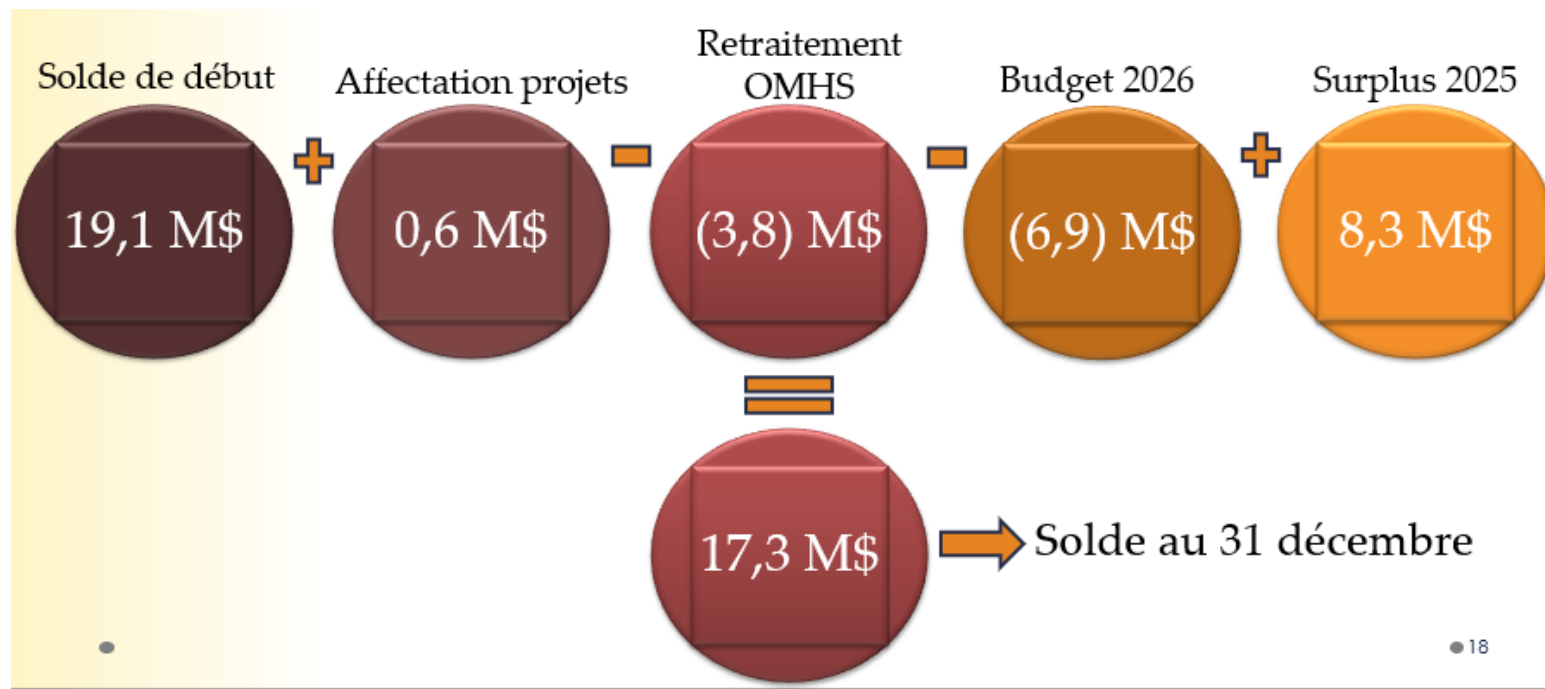 Solde de début
Affectation projets
Retraitement
OMHS
Budget 2026
Surplus 2025
19,1 M$
+
0,6 M$
-
(3,8) M$
-
(6,9) M$
+
8,3 M$
=
17,3 M$
Solde au 31 décembre
18